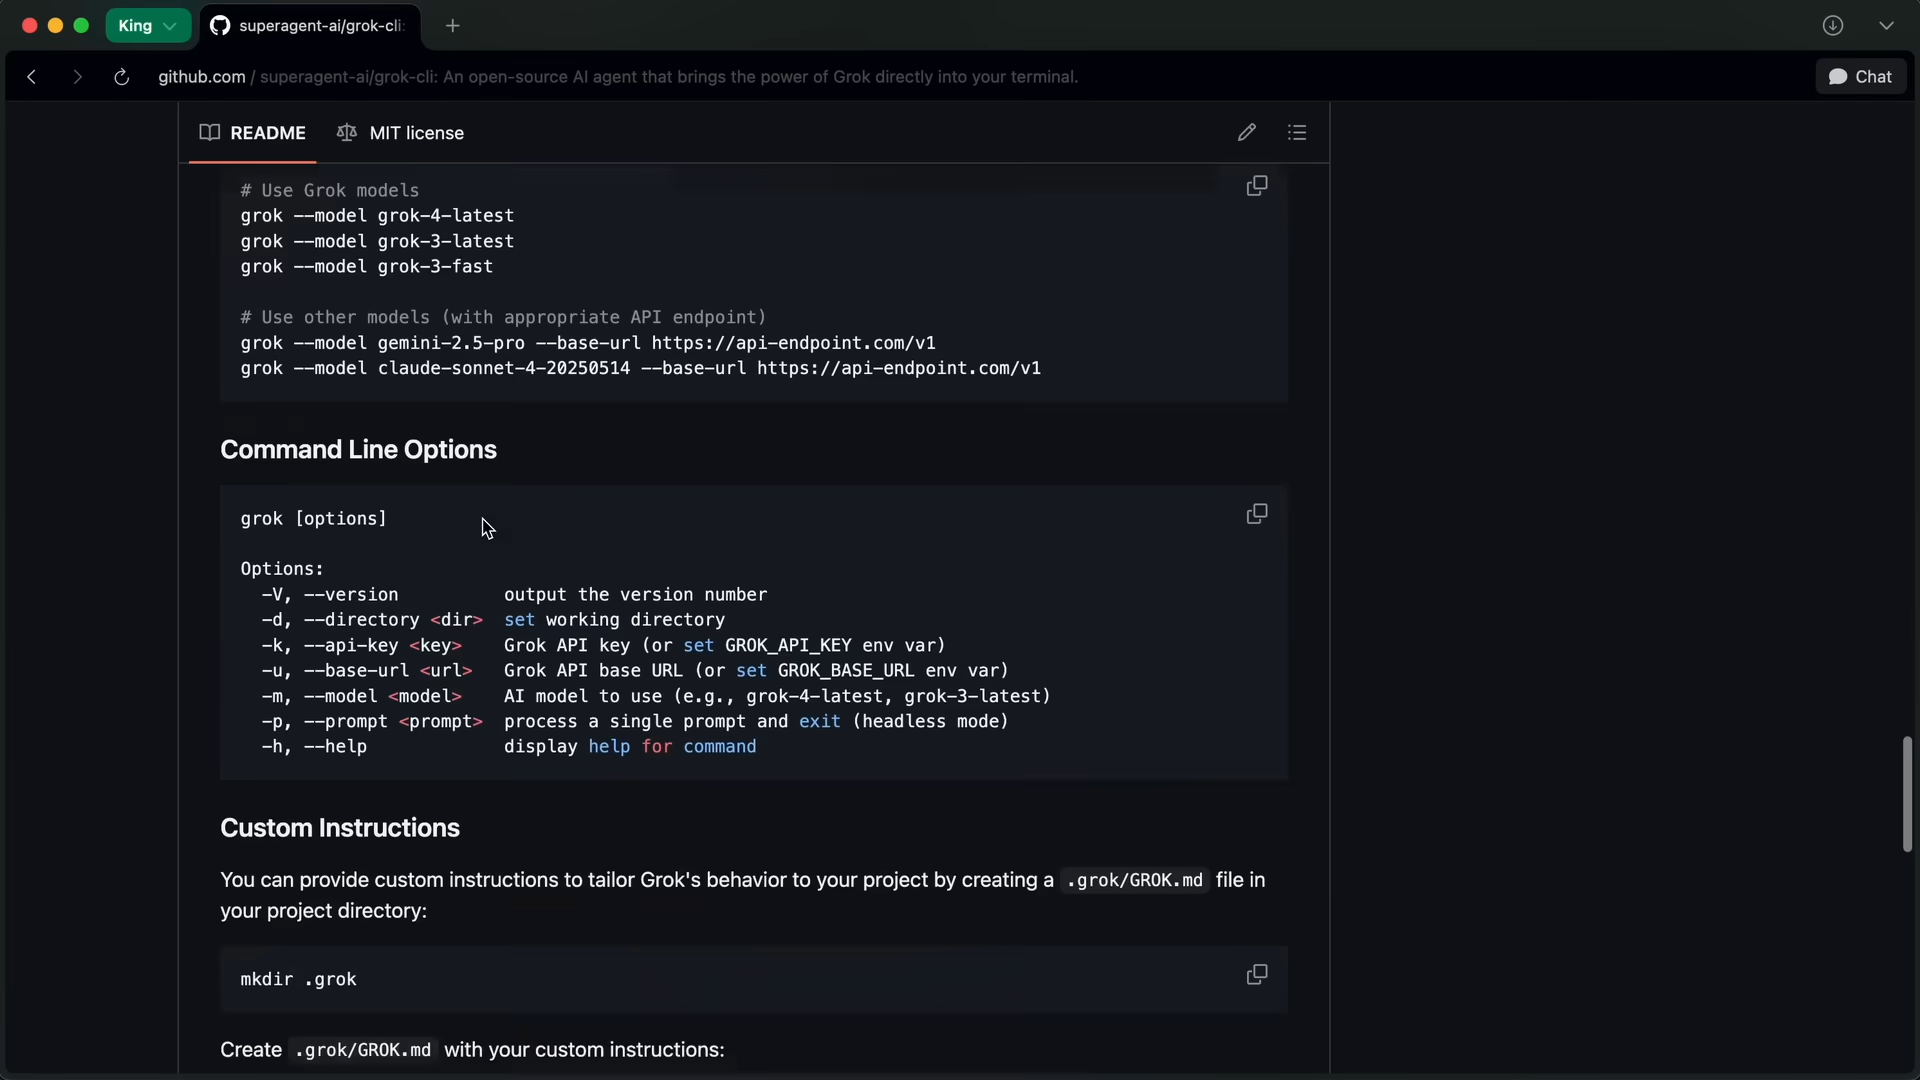 King
superagent-ai/grok-cli:
github.com / superagent-ai/grok-cli: An open-source AI agent that brings the power of Grok directly into your terminal.
Chat
README
MIT license
# Use Grok models
grok --model grok-4-latest
grok --model grok-3-latest
grok --model grok-3-fast
# Use other models (with appropriate API endpoint)
grok --model gemini-2.5-pro --base-url https://api-endpoint.com/v1
grok --model claude-sonnet-4-20250514 --base-url https://api-endpoint.com/v1
Command Line Options
grok [options]
Options:
-V, --version output the version number
-d, --directory <dir> set working directory
-k, --api-key <key> Grok API key (or set GROK_API_KEY env var)
-u, --base-url <url> Grok API base URL (or set GROK_BASE_URL env var)
-m, --model <model> AI model to use (e.g., grok-4-latest, grok-3-latest)
-p, --prompt <prompt> process a single prompt and exit (headless mode)
-h, --help display help for command
Custom Instructions
You can provide custom instructions to tailor Grok's behavior to your project by creating a .grok/GROK.md file in
your project directory:
mkdir .grok
Create .grok/GROK.md with your custom instructions: